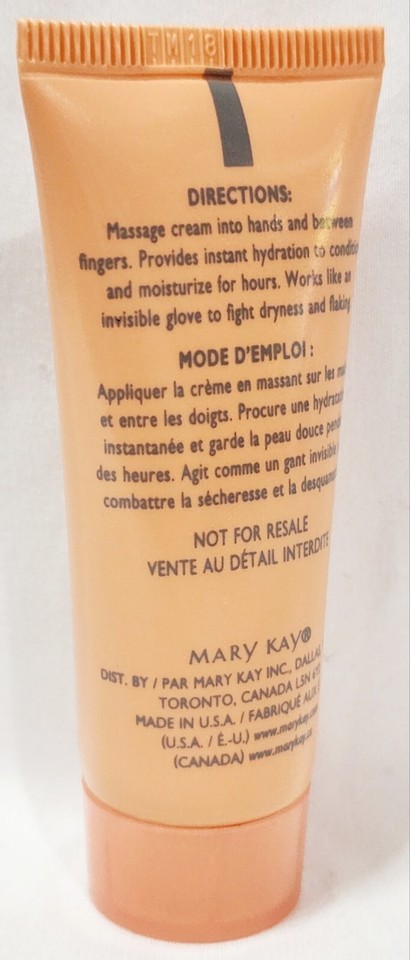 TM18
DIRECTIONS:
Massage cream into hands and between
fingers. Provides instant hydration to condition
and moisturize for hours. Works like an
invisible glove to fight dryness and flaking
MODE D'EMPLOI :
Appliquer la crème en massant sur les
et entre les doigts. Procure une
instantanée et garde la peau douce
des heures. Agit comme un gant invisible
combattre la sécheresse et la
NOT FOR RESALE
VENTE AU DÉTAIL INTERDITE
MARY KAY®
DIST. BY / PAR MARY KAY INC., DALLAS
TORONTO, CANADA L5N
MADE IN U.S.A. / FABRIQUÉ AUX
(U.S.A. / É.-U.) www.marykay.com
(CANADA) www.marykay.ca